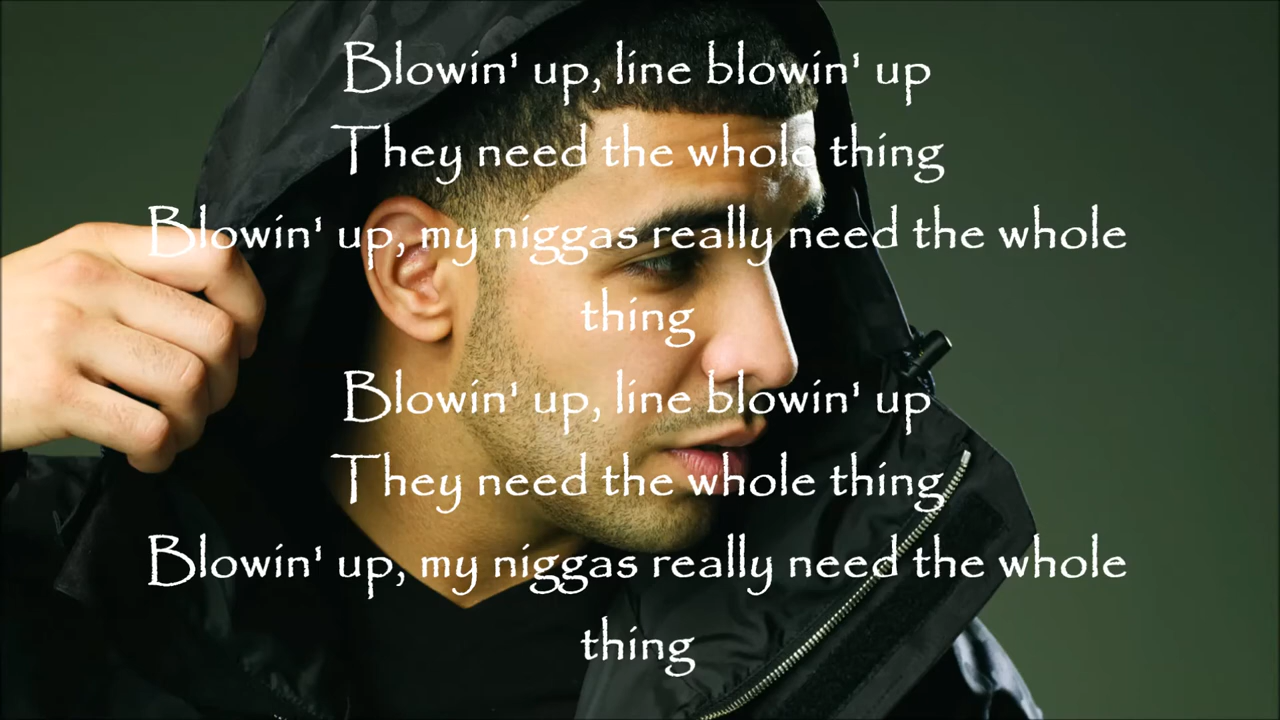 Blowin' up, line blowin' up
They need the whole thing
Blowin' up, my niggas really need the whole
thing
Blowin' up, line blowin' up
They need the whole thing
Blowin' up, my niggas really need the whole
thing